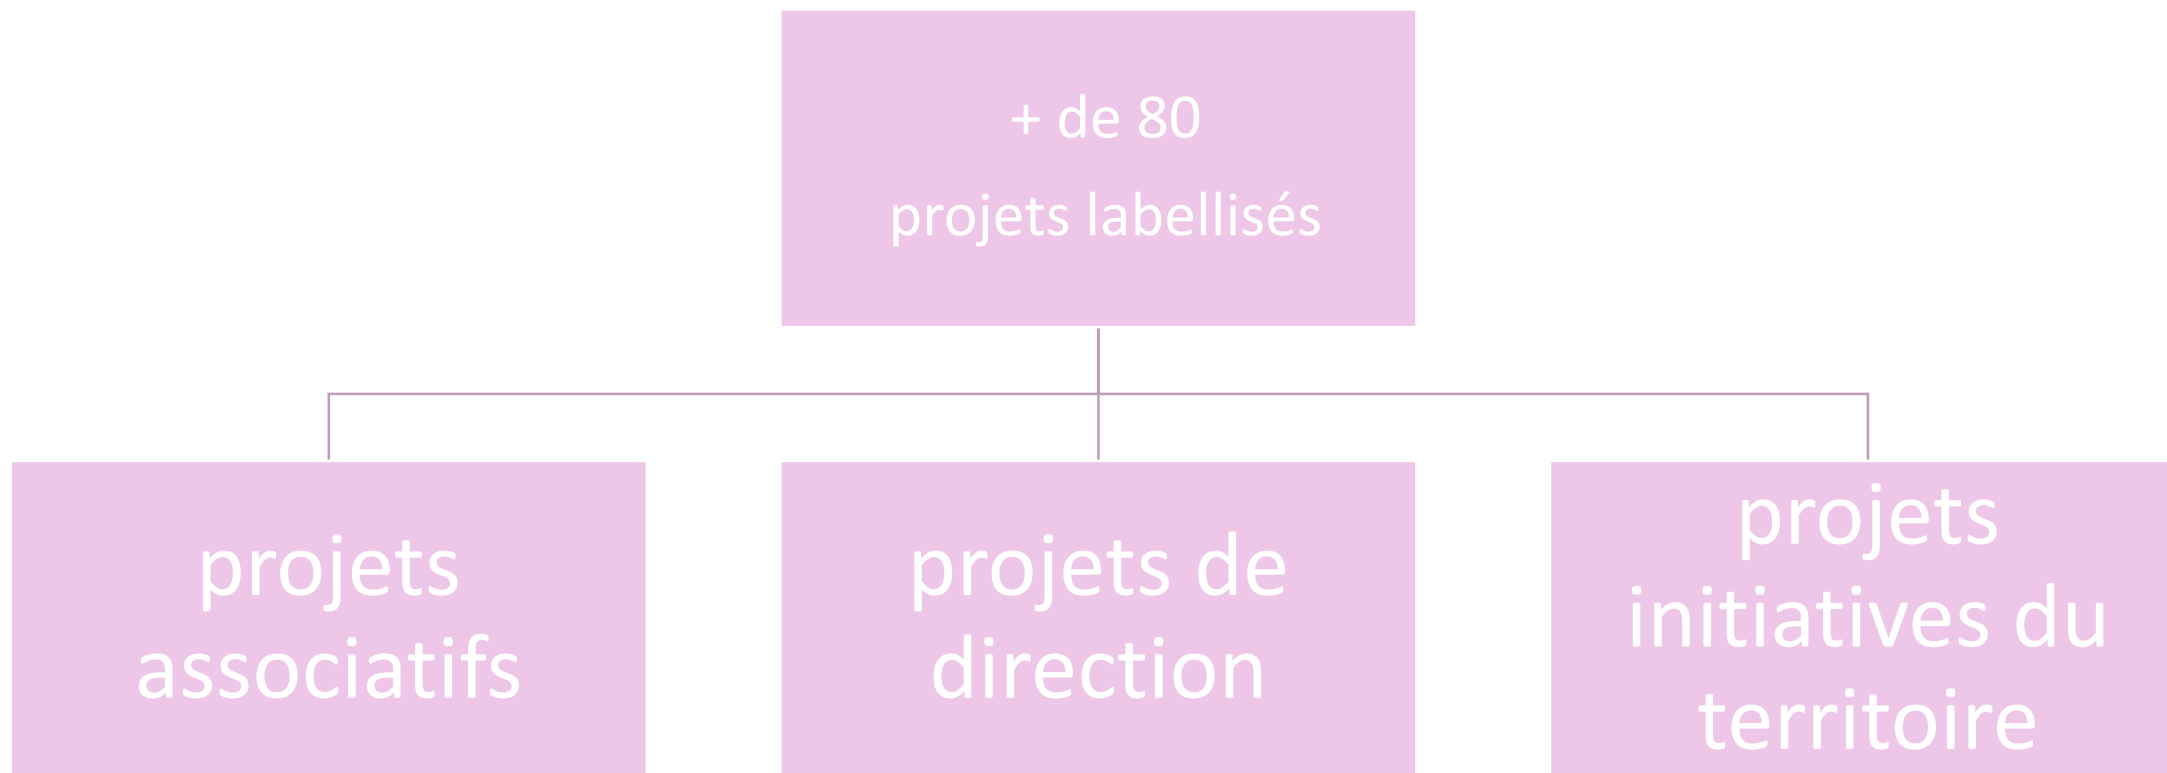 + de 80
projets labellisés
projets
associatifs
projets de
direction
projets
initiatives du
territoire